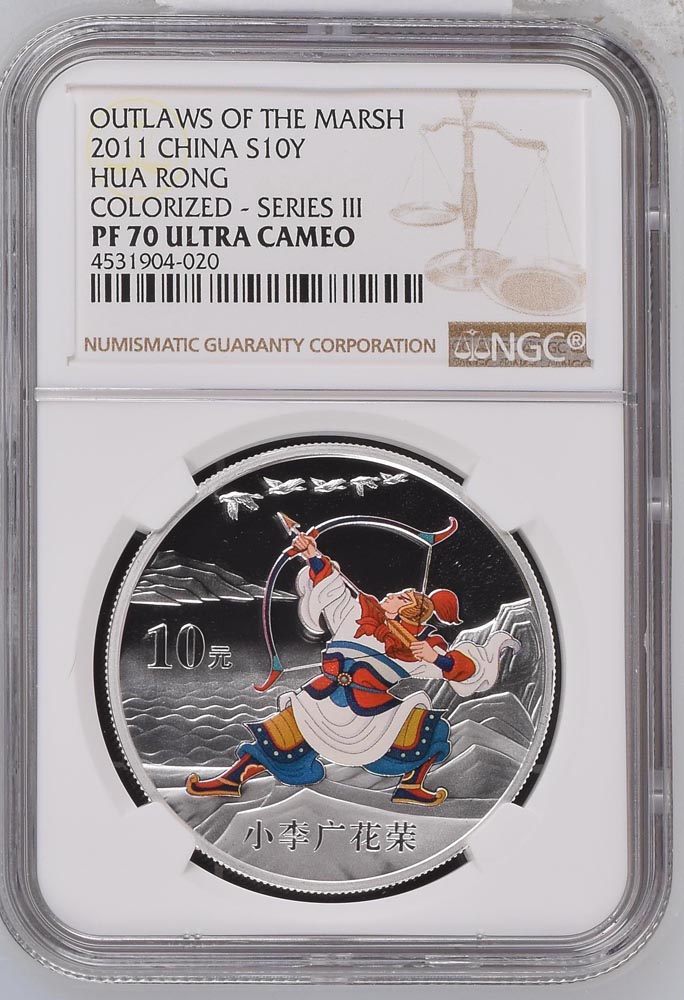 OUTLAWS OF THE MARSH
2011 CHINA S10Y
HUA RONG
COLORIZED - SERIES III
PF 70 ULTRA CAMEO
4531904-020
NUMISMATIC GUARANTY CORPORATION
NGC®
10元
小李广花荣